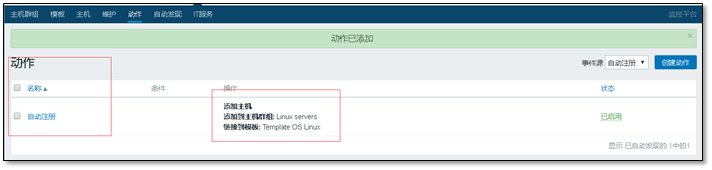 主机群组 模板 主机 维护 动作 自动发现 IT服务 监控平台
动作已添加
动作 事件源 自动注册 创建动作
名称 条件 操作 状态
自动注册 添加主机 已启用
添加到主机群组: Linux servers
链接到模板: Template OS Linux
显示 已自动发现的 1中的1